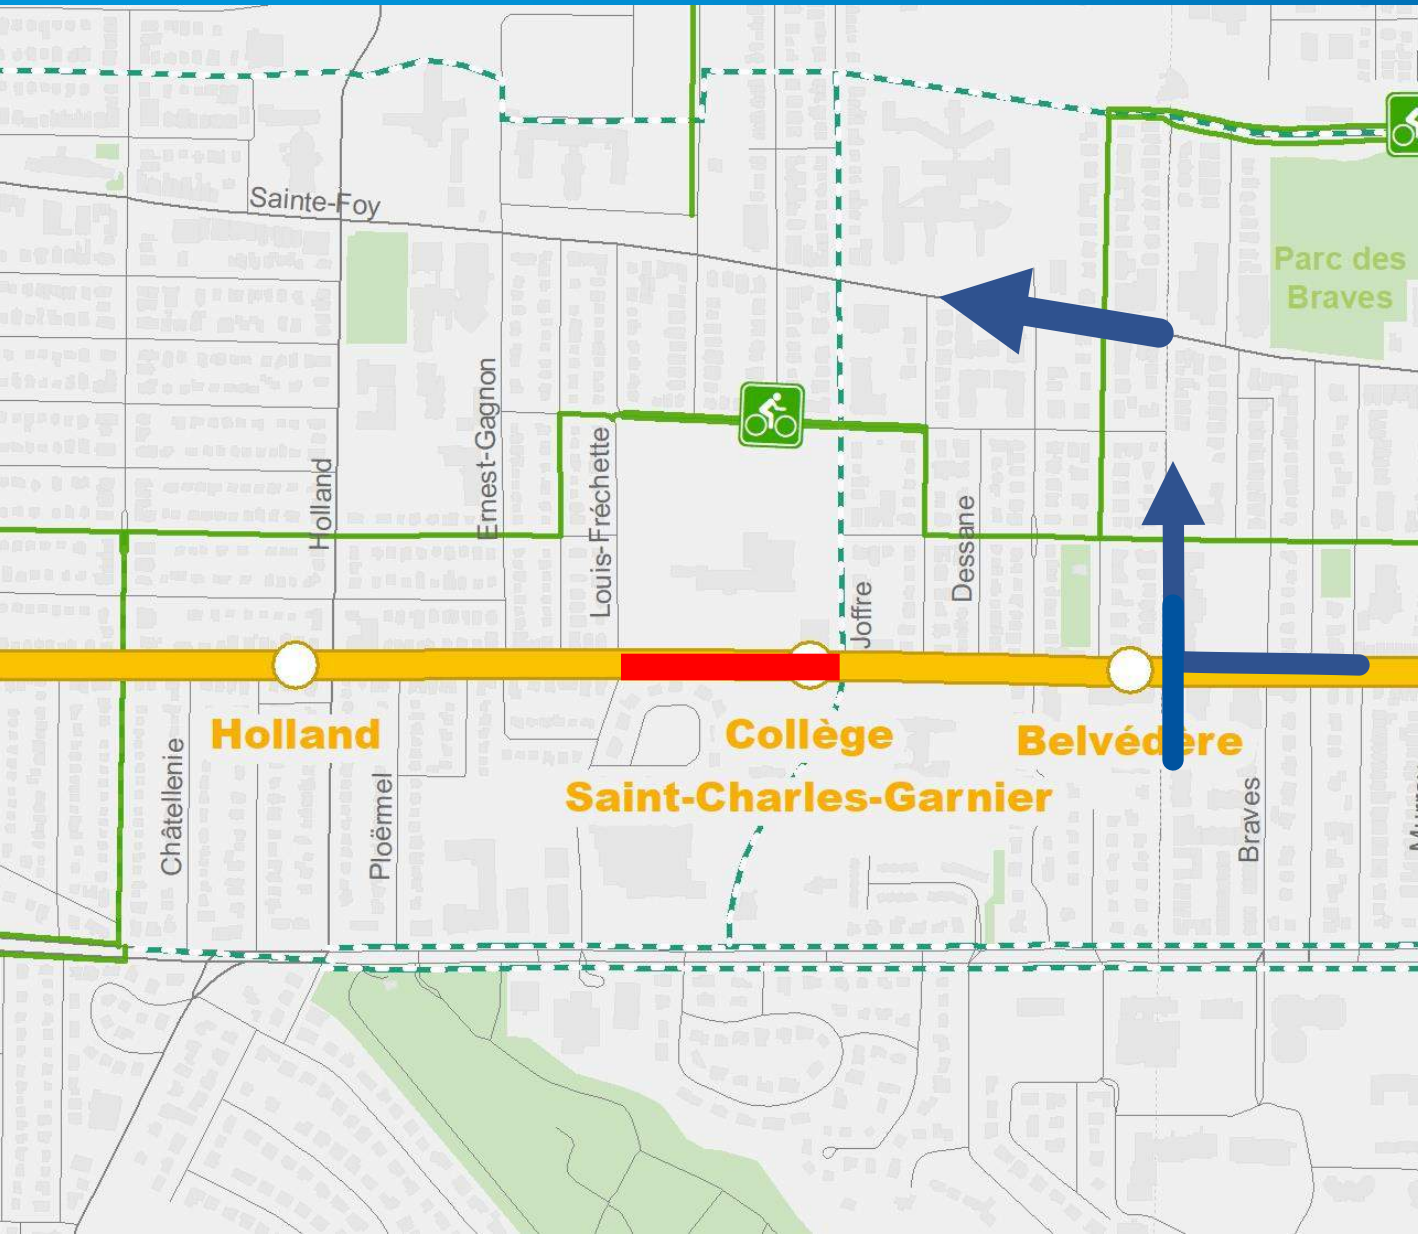 Sainte-Foy
Parc des
Braves
Ernest-Gagnon
Holland
Louis-Fréchette
Dessane
Joffre
Holland
Collège
Belvédère
Saint-Charles-Garnier
Châtellenie
Ploërmel
Braves